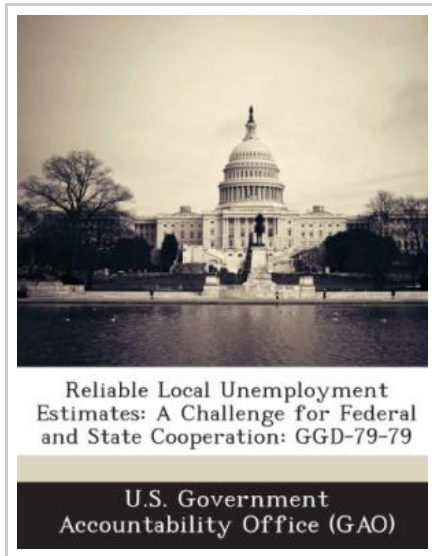 Reliable Local Unemployment
Estimates: A Challenge for Federal
and State Cooperation: GGD-79-79
U.S. Government
Accountability Office (GAO)